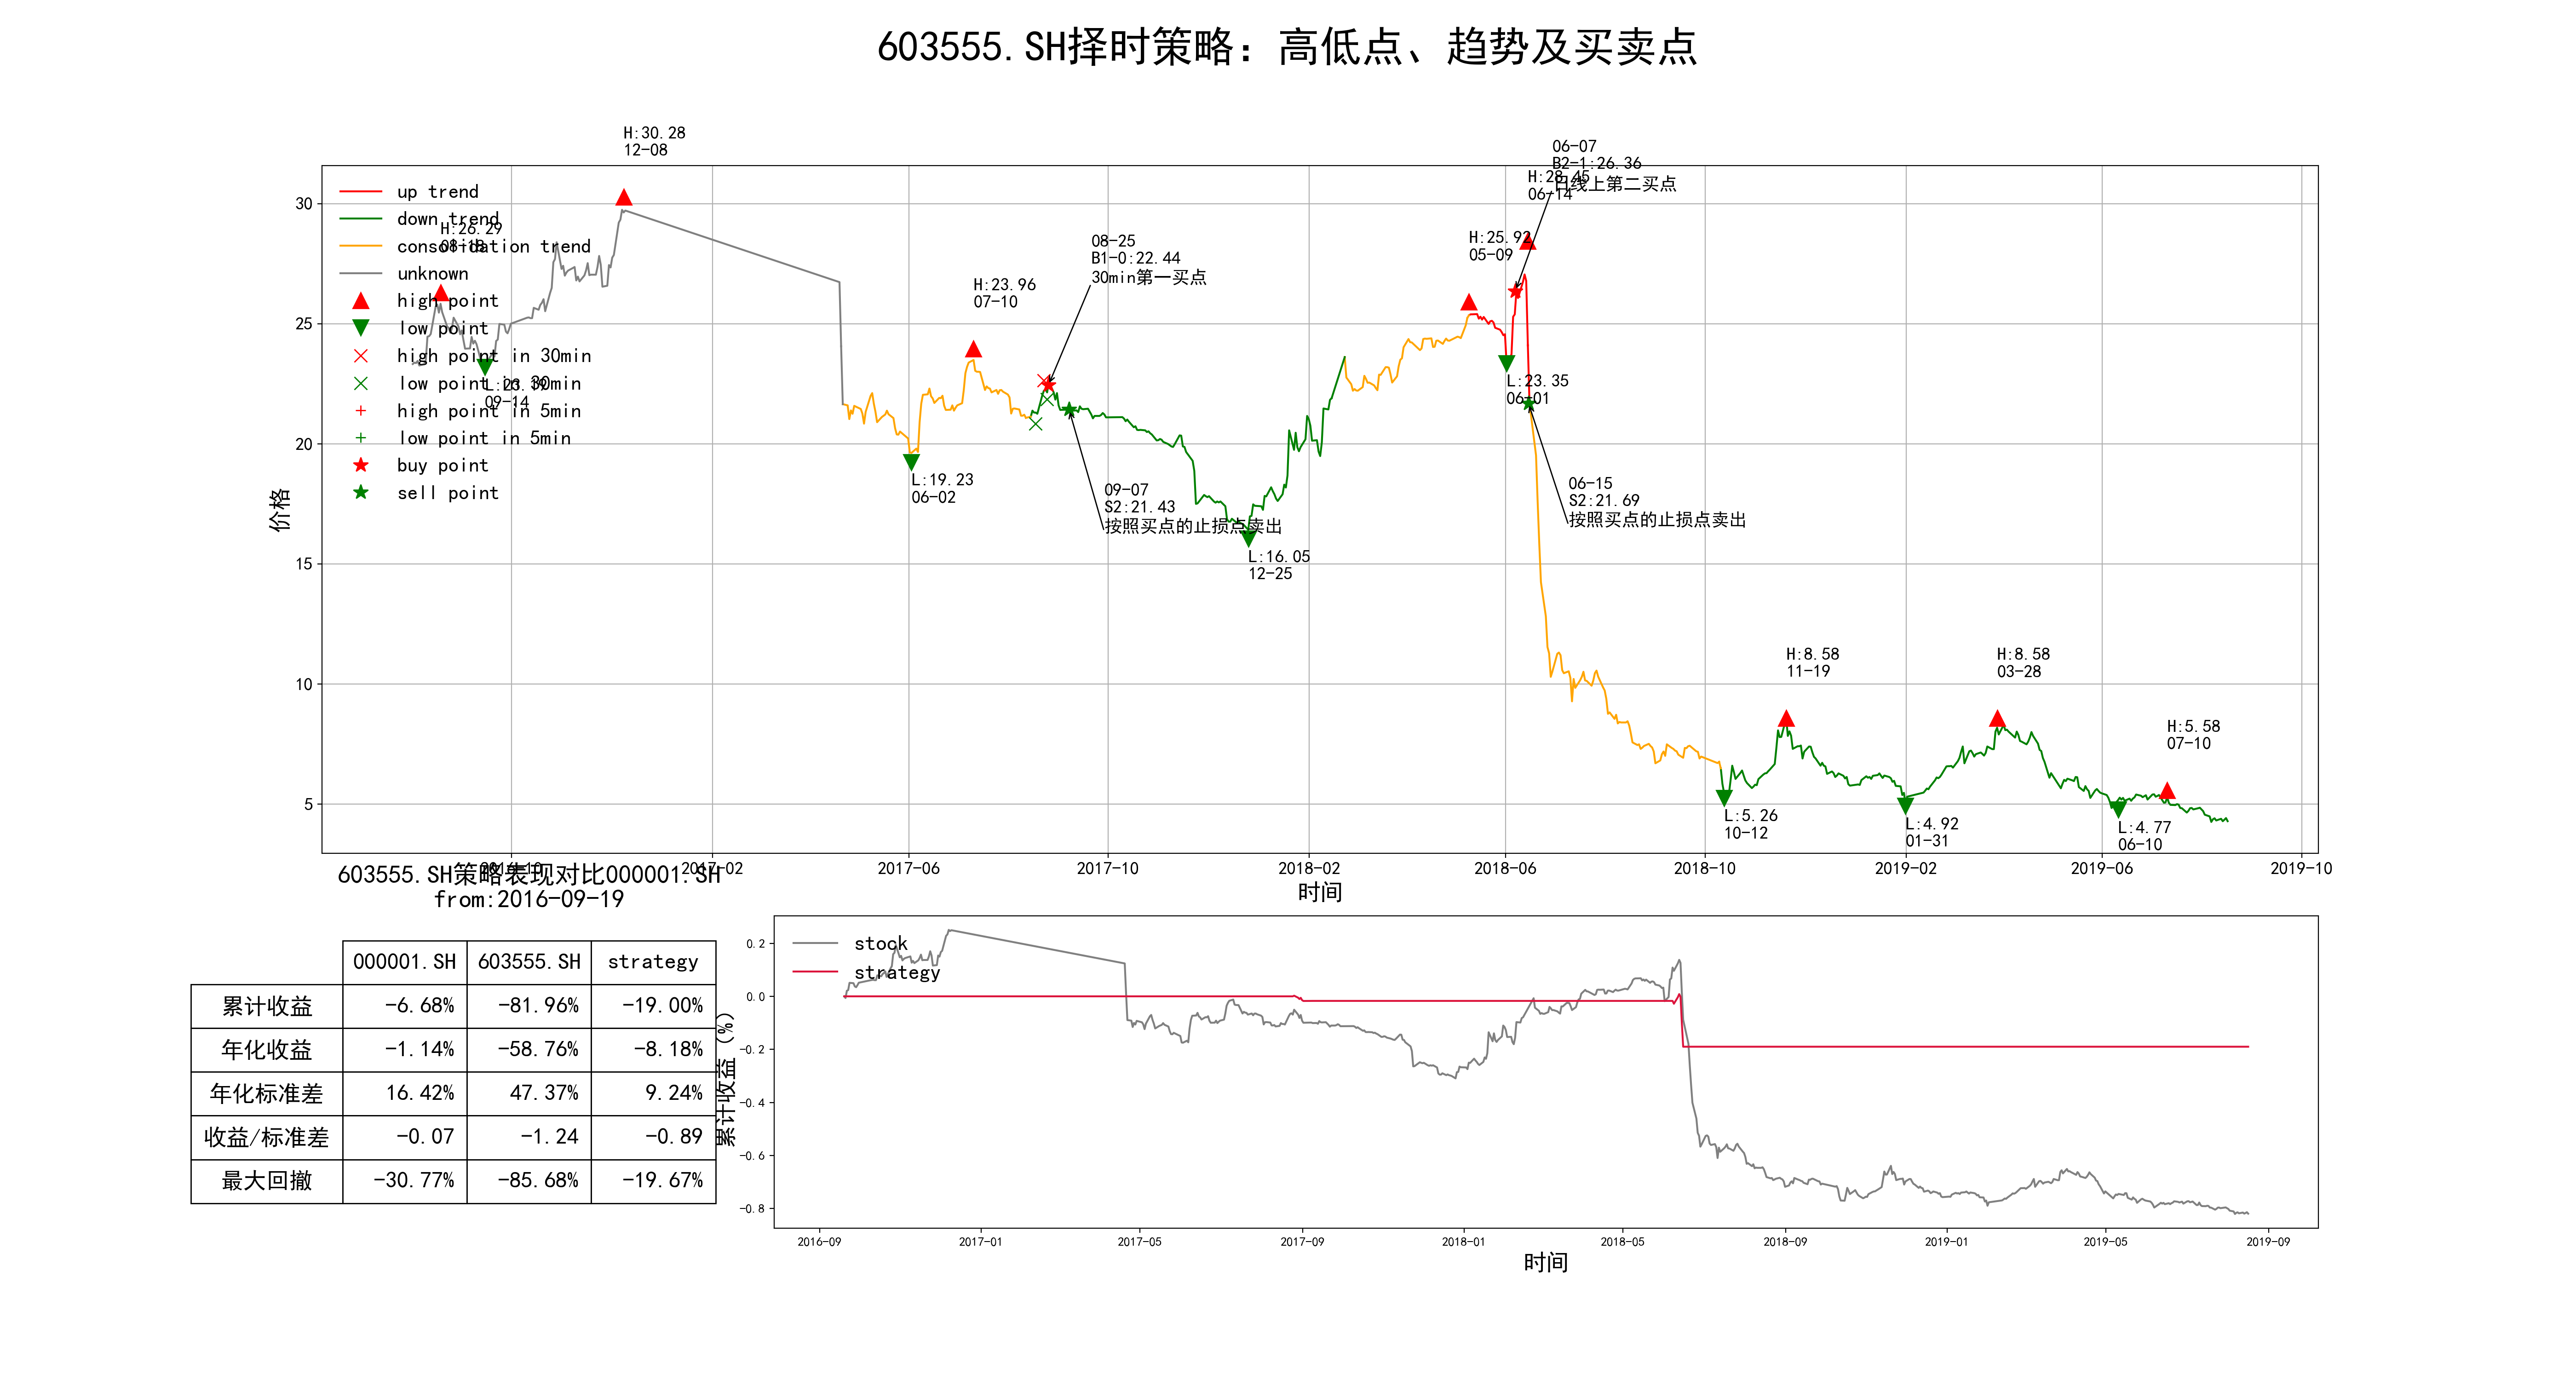 603555.SH择时策略：高低点、趋势及买卖点
H:30.28
12-08
06-07
B2-1:26.36
日线上第二买点
H:28.45
06-14
up trend
down trend
consolidation trend
unknown
high point
low point
high point in 30min
low point in 30min
high point in 5min
low point in 5min
buy point
sell point
H:26.29
L:23.19
09-14
08-25
B1-0:22.44
30min第一买点
H:23.96
07-10
H:25.92
05-09
L:23.35
06-01
L:19.23
06-02
09-07
S2:21.43
按照买点的止损点卖出
06-15
S2:21.69
按照买点的止损点卖出
L:16.05
12-25
H:8.58
11-19
H:8.58
03-28
H:5.58
07-10
L:5.26
10-12
L:4.92
01-31
L:4.77
06-10
价格
30
25
20
15
10
5
2016-10
2017-02
2017-06
2017-10
2018-02
2018-06
2018-10
2019-02
2019-06
2019-10
时间
603555.SH策略表现对比000001.SH
from:2016-09-19
000001.SH 603555.SH strategy
累计收益 -6.68% -81.96% -19.00%
年化收益 -1.14% -58.76% -8.18%
年化标准差 16.42% 47.37% 9.24%
收益/标准差 -0.07 -1.24 -0.89
最大回撤 -30.77% -85.68% -19.67%
stock
strategy
累计收益（%）
0.2
0.0
-0.2
-0.4
-0.6
-0.8
2016-09
2017-01
2017-05
2017-09
2018-01
2018-05
2018-09
2019-01
2019-05
2019-09
时间